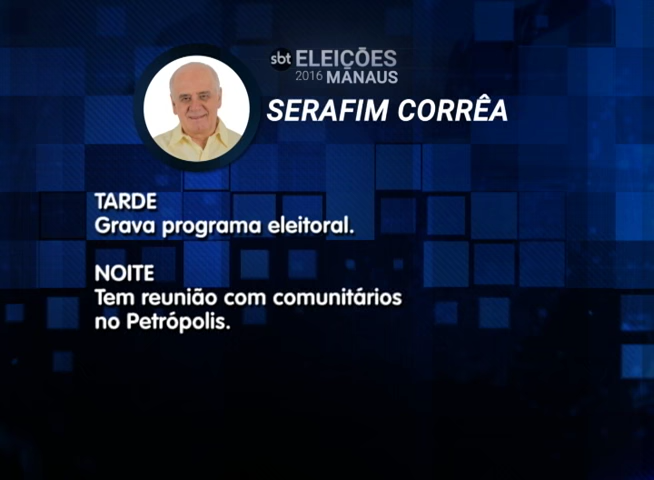 sbt ELEIÇÕES
2016 MANAUS
SERAFIM CORRÊA
TARDE
Grava programa eleitoral.
NOITE
Tem reunião com comunitários
no Petrópolis.